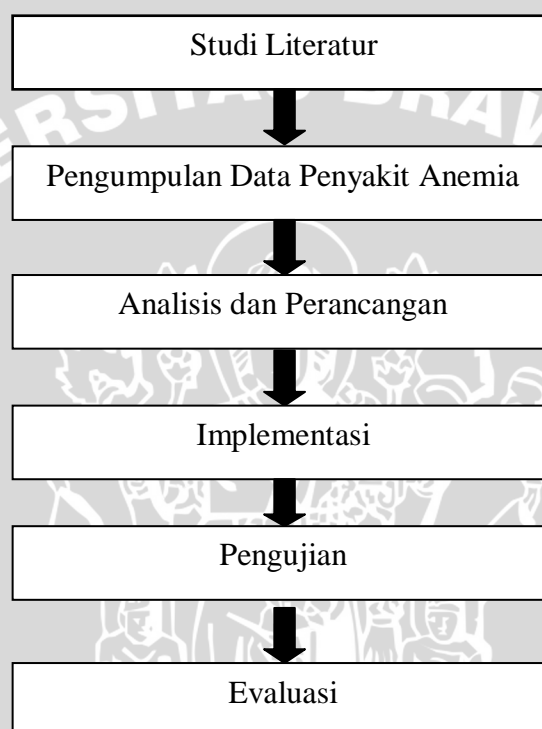 Studi Literatur
Pengumpulan Data Penyakit Anemia
Analisis dan Perancangan
Implementasi
Pengujian
Evaluasi